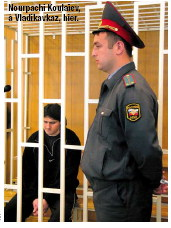 Nourpachi Koulaïev,
à Vladikavkaz, hier.